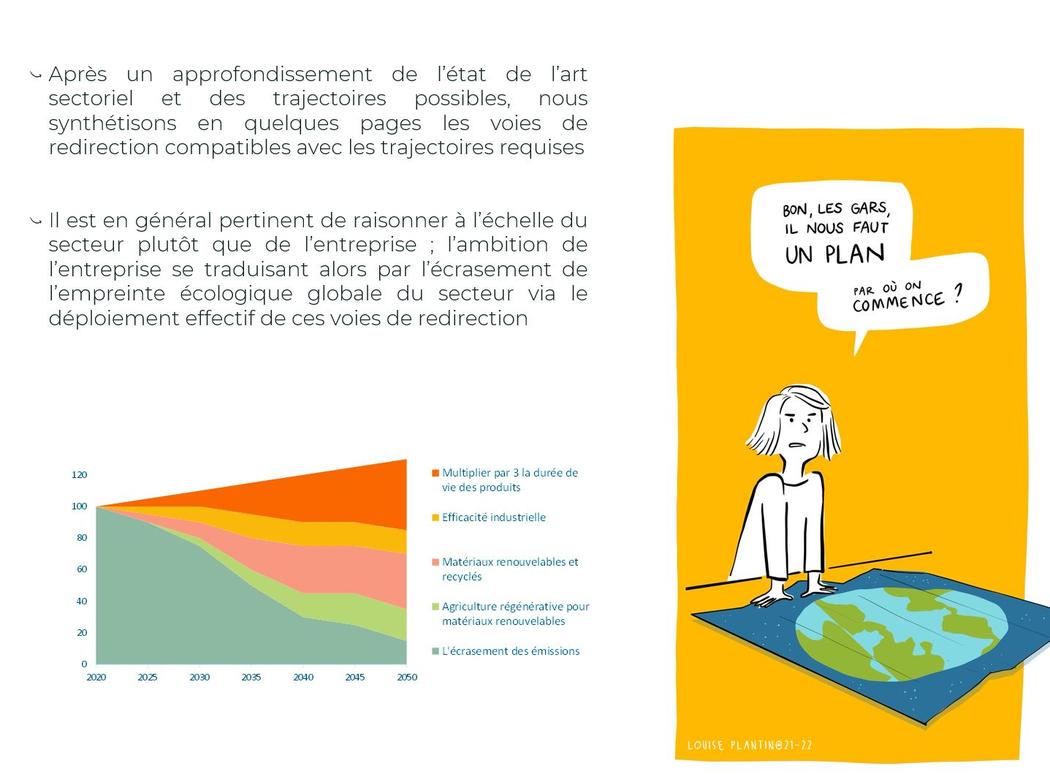 Après un approfondissement de l’état de l’art
sectoriel et des trajectoires possibles, nous
synthétisons en quelques pages les voies de
redirection compatibles avec les trajectoires requises
Il est en général pertinent de raisonner à l’échelle du
secteur plutôt que de l’entreprise ; l’ambition de
l’entreprise se traduisant alors par l’écrasement de
l’empreinte écologique globale du secteur via le
déploiement effectif de ces voies de redirection
120
100
80
60
40
20
0
2020 2025 2030 2035 2040 2045 2050
Multiplier par 3 la durée de
vie des produits
Efficacité industrielle
Matériaux renouvelables et
recyclés
Agriculture régénérative pour
matériaux renouvelables
L'écrasement des émissions
BON, LES GARS,
IL NOUS FAUT
UN PLAN
PAR OÙ ON
COMMENCE ?
LOUISE PLANTIN@21-22